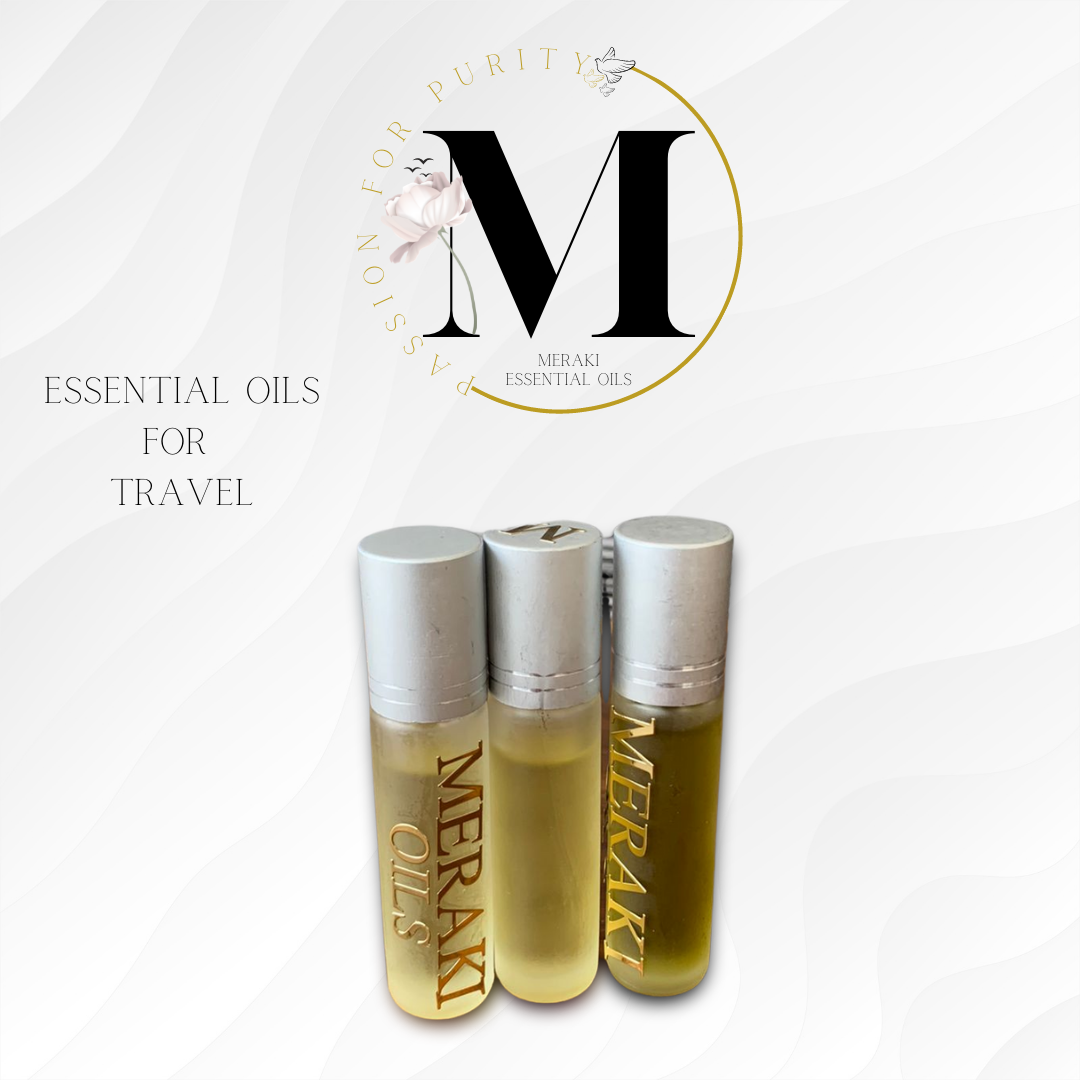 PASSION FOR PURITY
M
MERAKI
ESSENTIAL OILS
ESSENTIAL OILS
FOR
TRAVEL
M
MERAKI
OILS
MERAKI